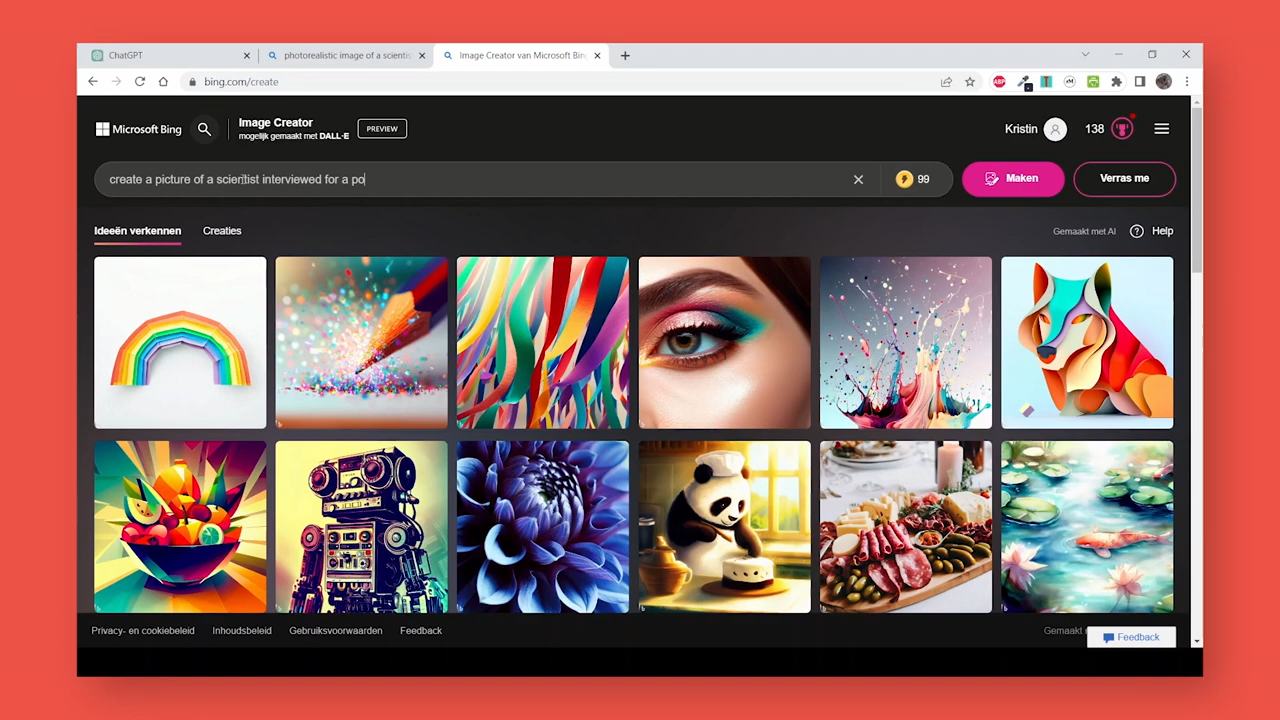 ChatGPT
photorealistic image of a scientis
Image Creator van Microsoft Bin
bing.com/create
ABP
Microsoft Bing
Image Creator
mogelijk gemaakt met DALL·E
PREVIEW
Kristin
138
create a picture of a scientist interviewed for a po
99
Maken
Verras me
Ideeën verkennen
Creaties
Gemaakt met AI
Help
Privacy- en cookiebeleid
Inhoudsbeleid
Gebruiksvoorwaarden
Feedback
Gemaakt
Feedback